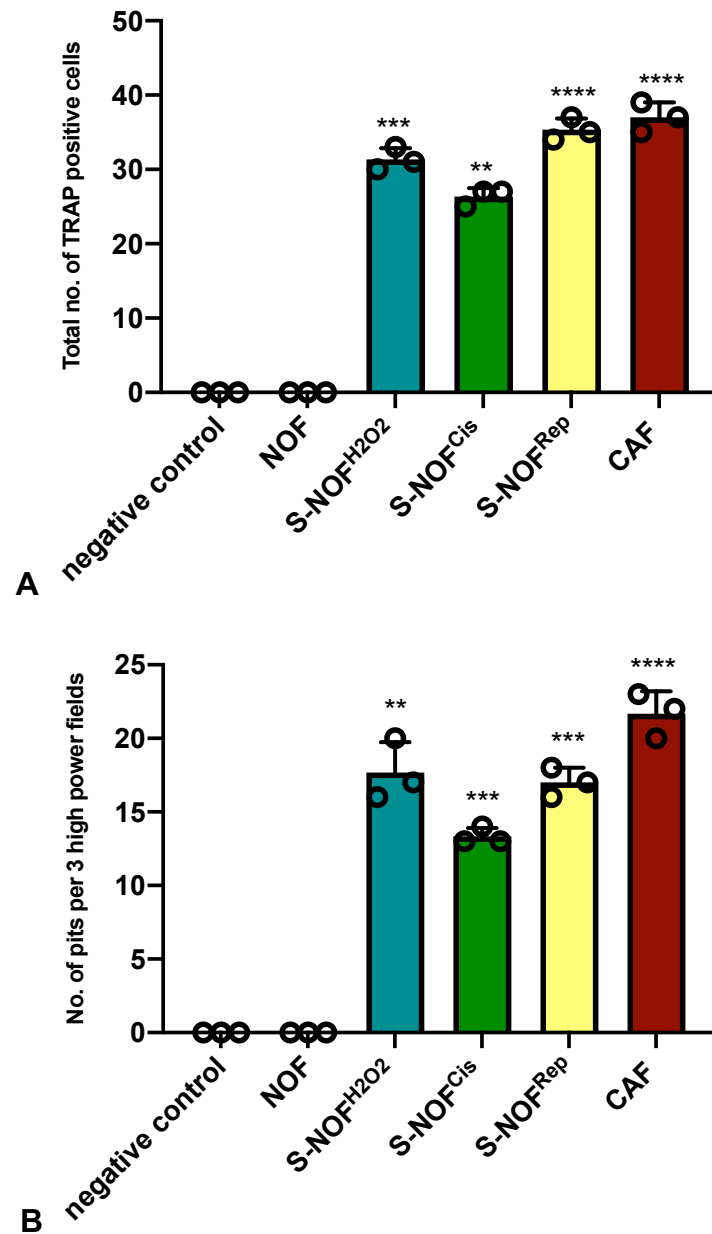 Total no. of TRAP positive cells
50
40
30
20
10
0
***
**
****
****
negative control
NOF
S-NOF^H2O2
S-NOF^Cis
S-NOF^Rep
CAF
A
No. of pits per 3 high power fields
25
20
15
10
5
0
**
***
***
****
negative control
NOF
S-NOF^H2O2
S-NOF^Cis
S-NOF^Rep
CAF
B